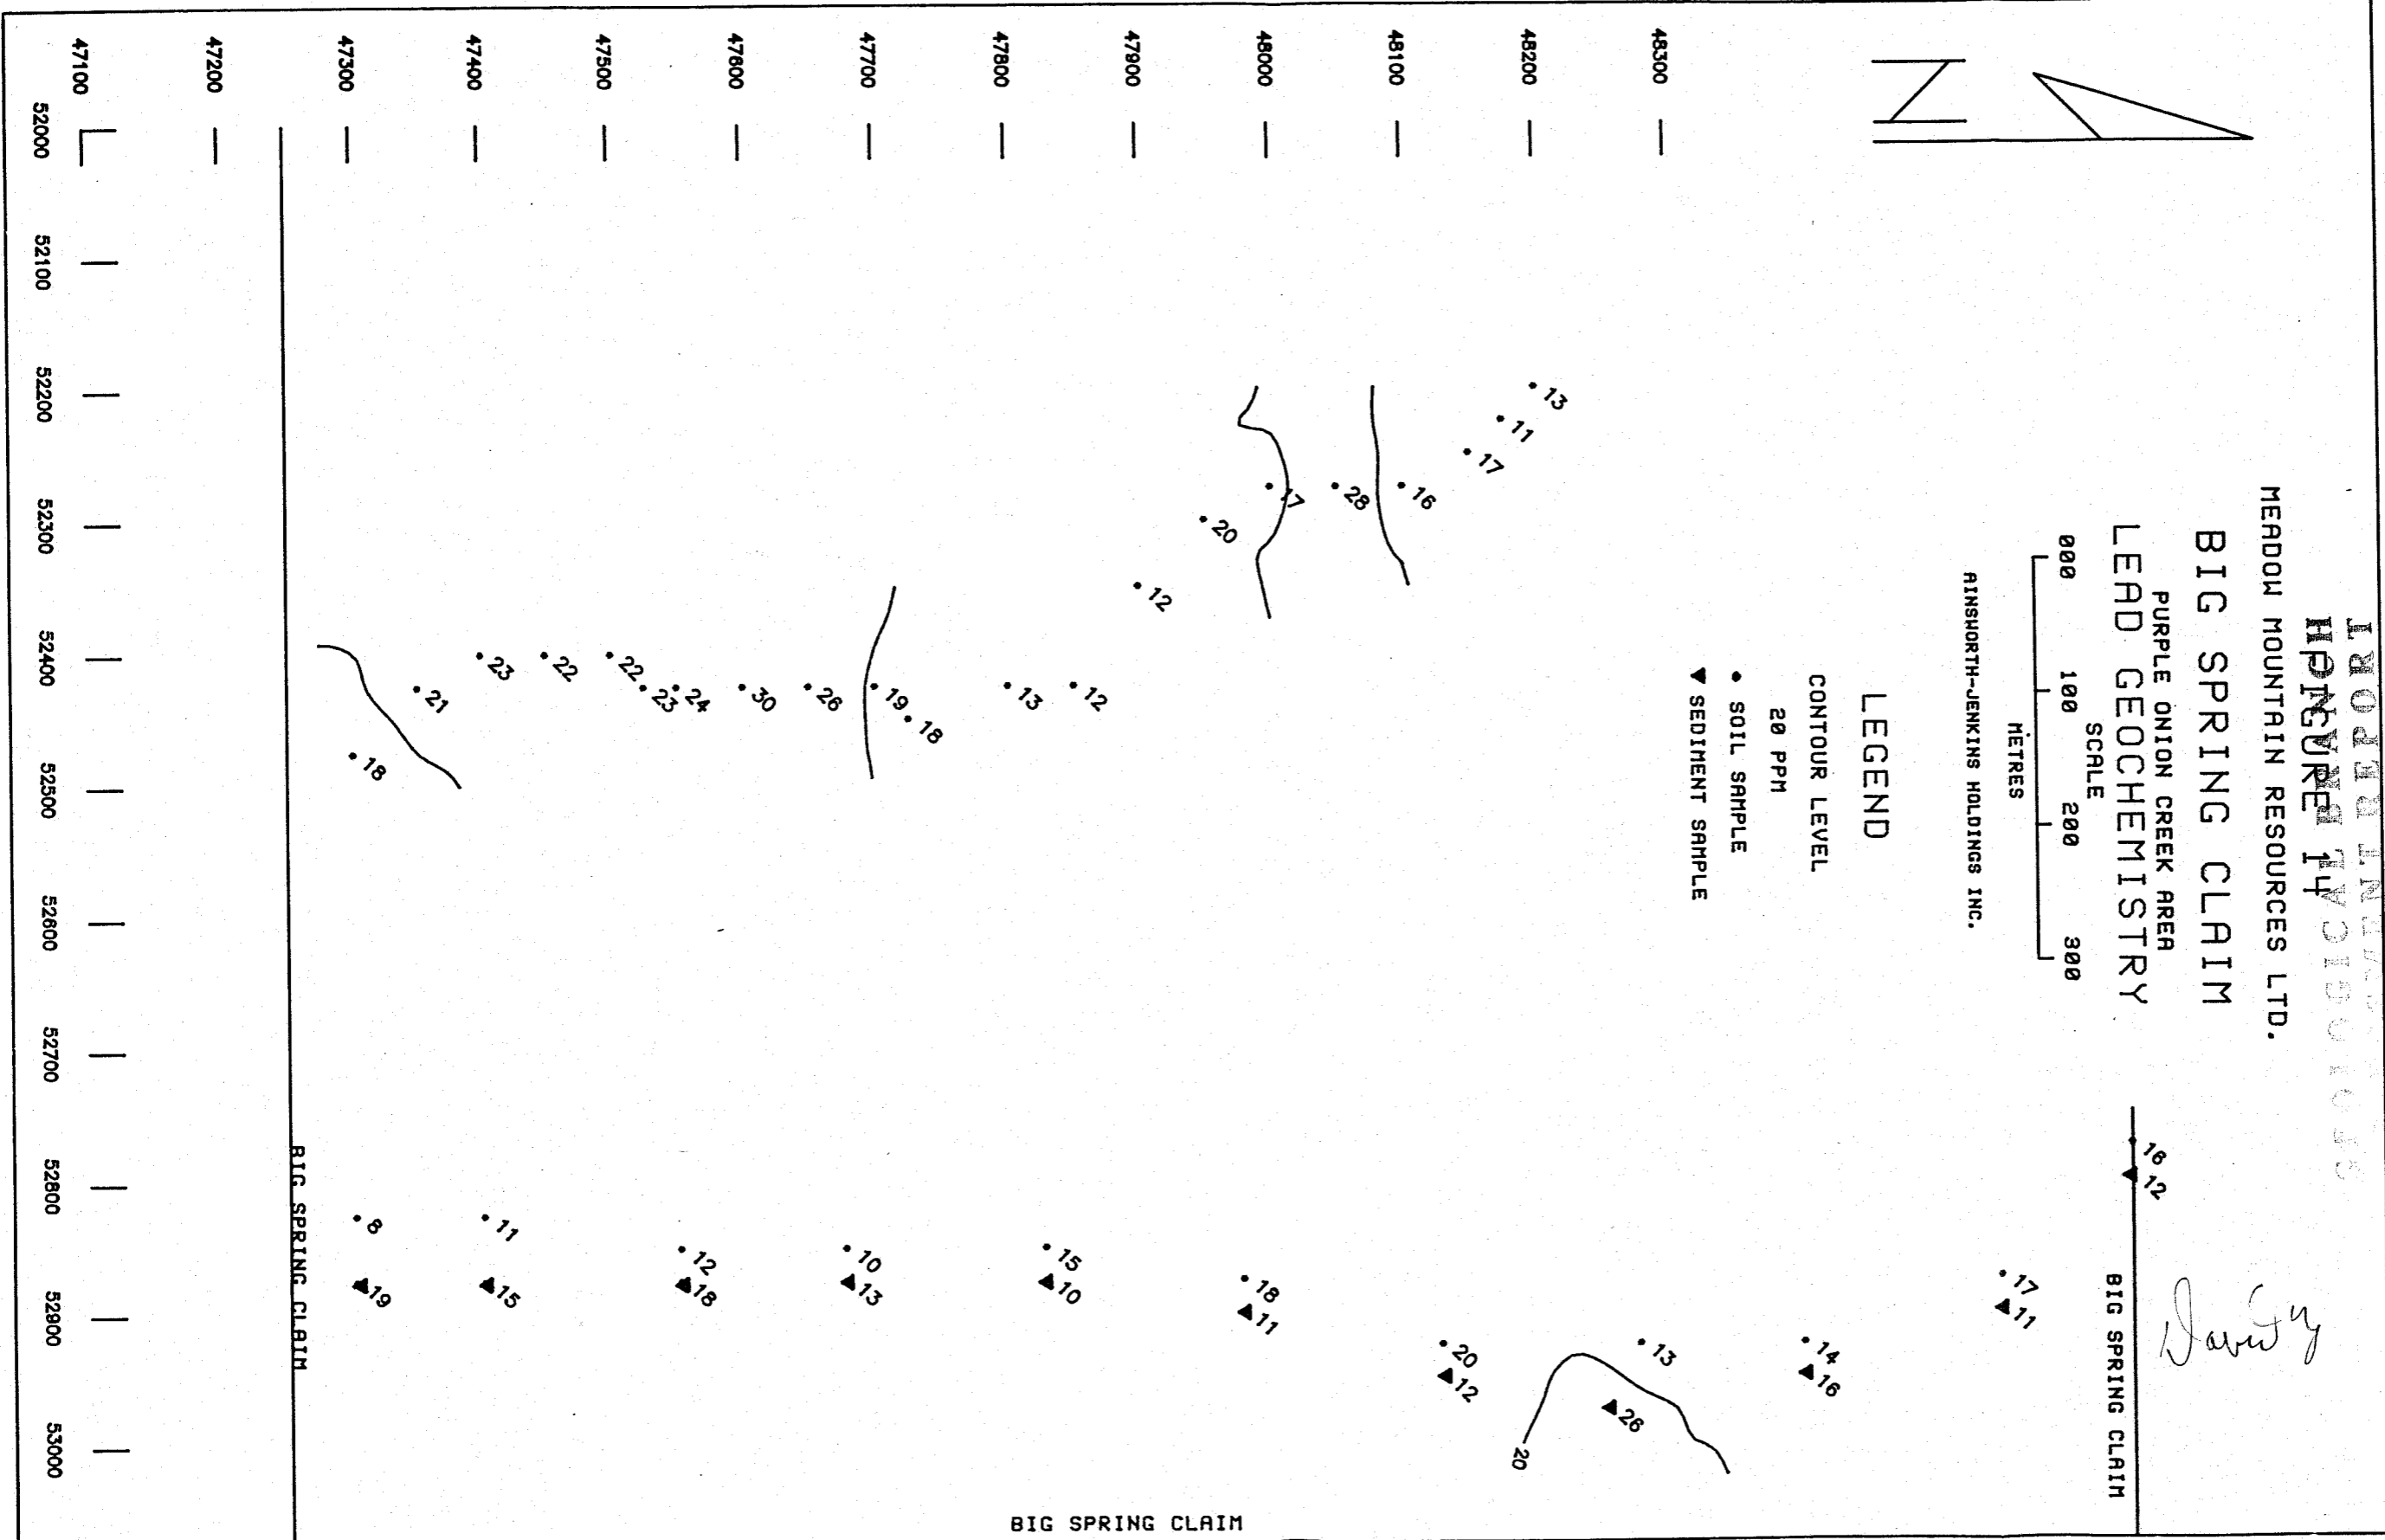 GEOLOGICAL BRANCH
REPORT
FIGURE 14
MEADOW MOUNTAIN RESOURCES LTD.
BIG SPRING CLAIM
PURPLE ONION CREEK AREA
LEAD GEOCHEMISTRY
SCALE
000 100 200 300
METRES
AINSWORTH-JENKINS HOLDINGS INC.
LEGEND
CONTOUR LEVEL
20 PPM
SOIL SAMPLE
SEDIMENT SAMPLE
N
16
12
BIG SPRING CLAIM
17
11
14
16
13
26
20
20
12
18
11
15
10
10
13
12
18
11
15
8
19
BIG SPRING CLAIM
BIG SPRING CLAIM
13
11
17
16
28
17
20
12
12
13
18
19
26
30
24
23
22
22
23
21
18
48300
48200
48100
48000
47900
47800
47700
47600
47500
47400
47300
47200
47100
52000 52100 52200 52300 52400 52500 52600 52700 52800 52900 53000